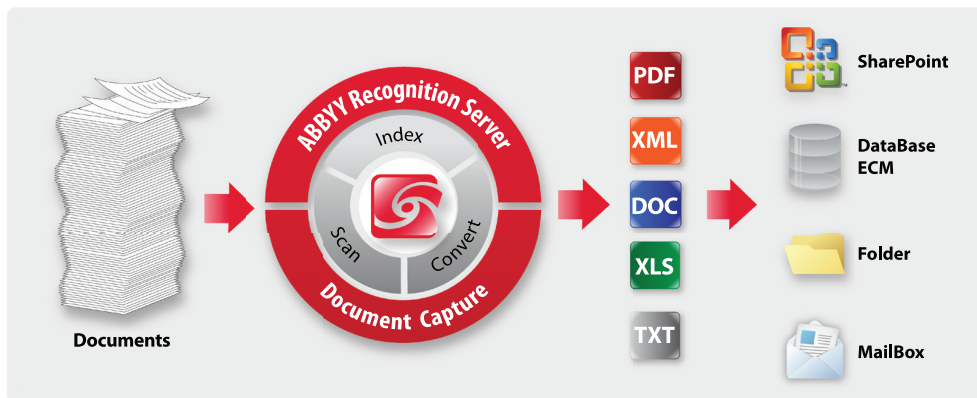 Documents
ABBYY Recognition Server
Index
Scan
Convert
Document Capture
PDF
XML
DOC
XLS
TXT
SharePoint
DataBase
ECM
Folder
MailBox